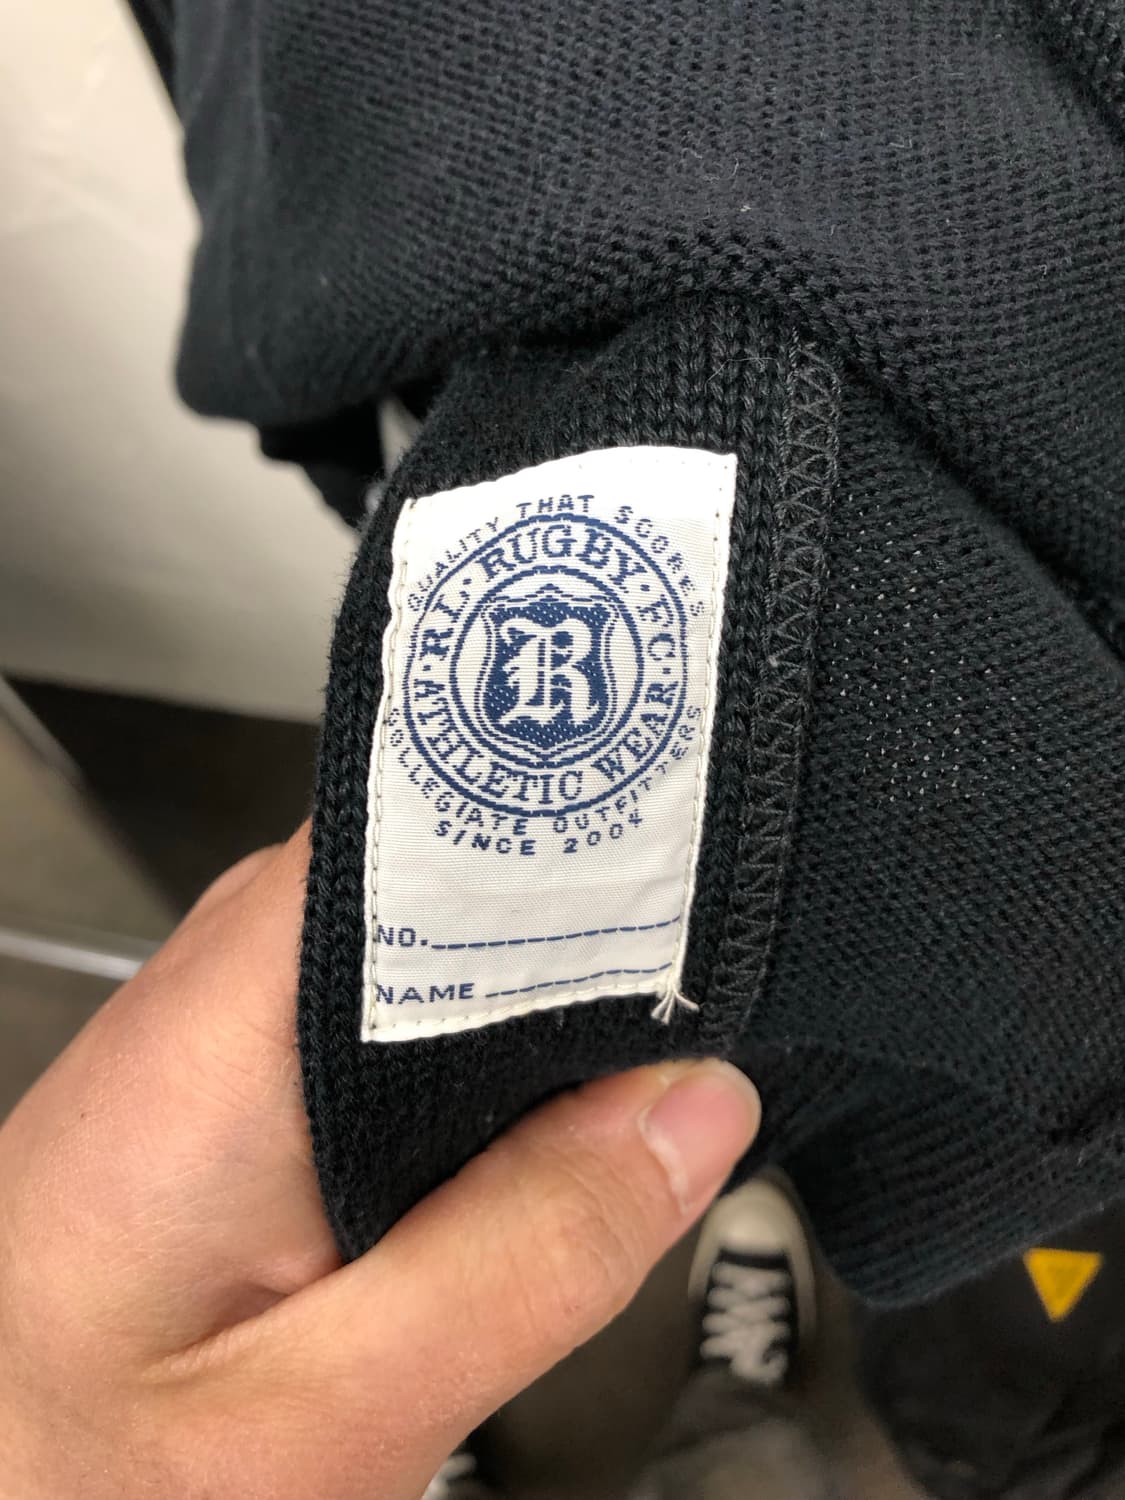 QUALITY THAT SCORES
R.L. RUGBY. F.C.
ATHLETIC WEAR
R
COLLEGIATE OUTFITTERS
SINCE 2004
NO.
NAME